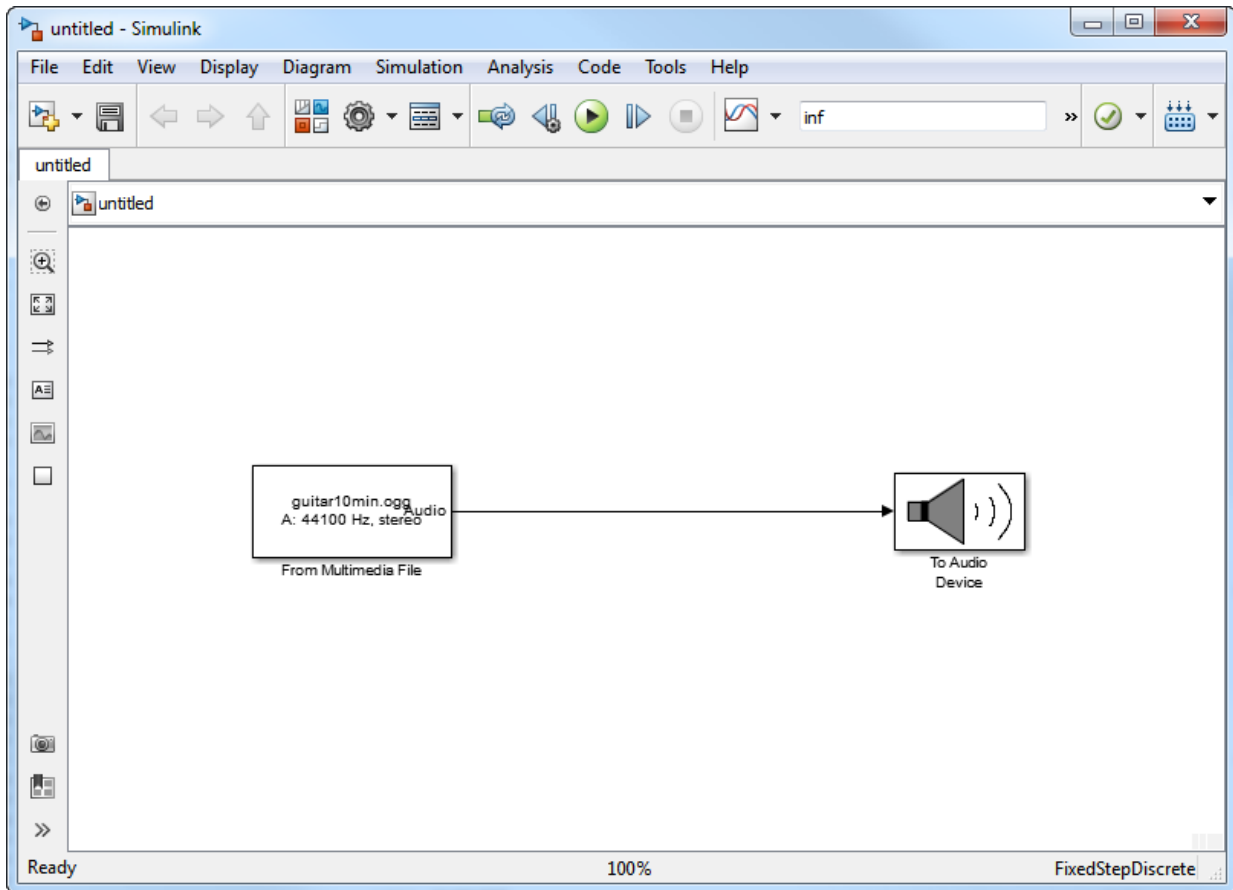 untitled - Simulink
File Edit View Display Diagram Simulation Analysis Code Tools Help
inf
untitled
untitled
guitar10min.ogg
Audio
A: 44100 Hz, stereo
From Multimedia File
To Audio
Device
Ready 100% FixedStepDiscrete